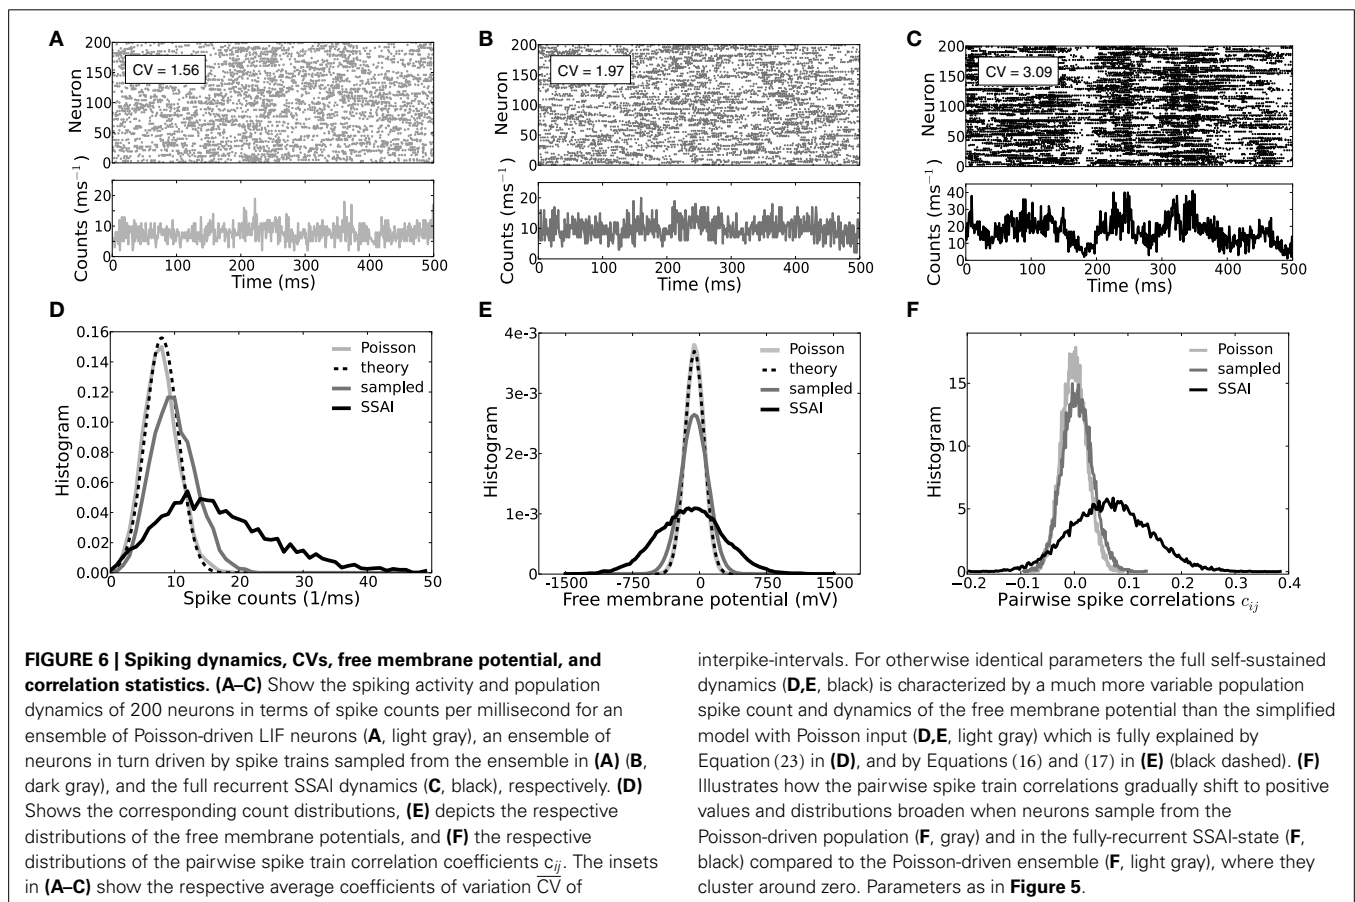 A
200
150
100
50
0
Neuron
CV = 1.56
20
10
0
Counts (ms⁻¹)
0 100 200 300 400 500
Time (ms)
B
200
150
100
50
0
Neuron
CV = 1.97
20
10
0
Counts (ms⁻¹)
0 100 200 300 400 500
Time (ms)
C
200
150
100
50
0
Neuron
CV = 3.09
40
30
20
10
0
Counts (ms⁻¹)
0 100 200 300 400 500
Time (ms)
D
0.16
0.14
0.12
0.10
0.08
0.06
0.04
0.02
0.00
Histogram
Poisson
theory
sampled
SSAI
0 10 20 30 40 50
Spike counts (1/ms)
E
4e-3
3e-3
2e-3
1e-3
0
Histogram
Poisson
theory
sampled
SSAI
-1500 -750 0 750 1500
Free membrane potential (mV)
F
15
10
5
0
Histogram
Poisson
sampled
SSAI
−0.2 −0.1 0.0 0.1 0.2 0.3 0.4
Pairwise spike correlations c_ij
FIGURE 6 | Spiking dynamics, CVs, free membrane potential, and
correlation statistics. (A–C) Show the spiking activity and population
dynamics of 200 neurons in terms of spike counts per millisecond for an
ensemble of Poisson-driven LIF neurons (A, light gray), an ensemble of
neurons in turn driven by spike trains sampled from the ensemble in (A) (B,
dark gray), and the full recurrent SSAI dynamics (C, black), respectively. (D)
Shows the corresponding count distributions, (E) depicts the respective
distributions of the free membrane potentials, and (F) the respective
distributions of the pairwise spike train correlation coefficients c_ij. The insets
in (A–C) show the respective average coefficients of variation C̅V̅ of
interpike-intervals. For otherwise identical parameters the full self-sustained
dynamics (D,E, black) is characterized by a much more variable population
spike count and dynamics of the free membrane potential than the simplified
model with Poisson input (D,E, light gray) which is fully explained by
Equation (23) in (D), and by Equations (16) and (17) in (E) (black dashed). (F)
Illustrates how the pairwise spike train correlations gradually shift to positive
values and distributions broaden when neurons sample from the
Poisson-driven population (F, gray) and in the fully-recurrent SSAI-state (F,
black) compared to the Poisson-driven ensemble (F, light gray), where they
cluster around zero. Parameters as in Figure 5.